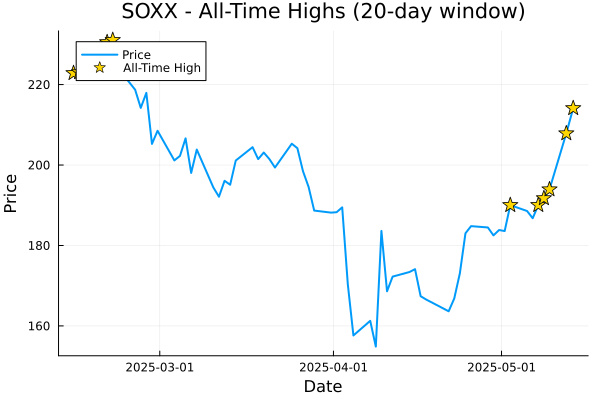 SOXX - All-Time Highs (20-day window)
Price
All-Time High
Price
220
200
180
160
2025-03-01
2025-04-01
2025-05-01
Date